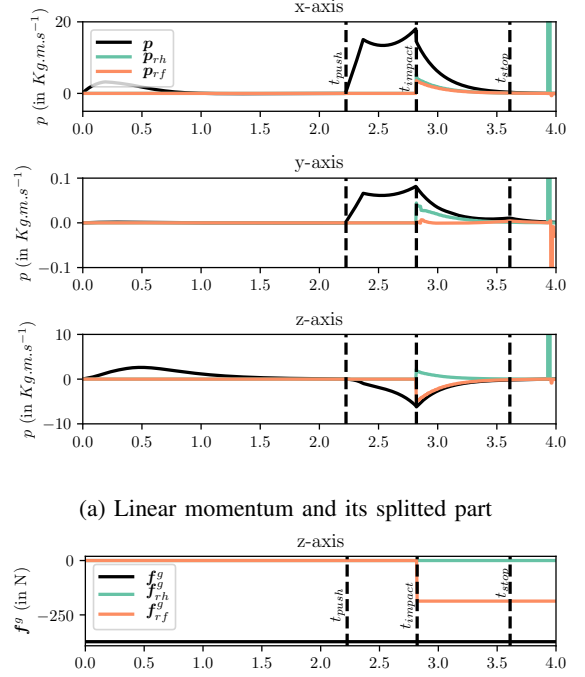 x-axis
p (in Kg.m.s⁻¹)
20
0
p
p_rh
p_rf
t_push
t_impact
t_stop
0.0 0.5 1.0 1.5 2.0 2.5 3.0 3.5 4.0
y-axis
p (in Kg.m.s⁻¹)
0.1
0.0
−0.1
0.0 0.5 1.0 1.5 2.0 2.5 3.0 3.5 4.0
z-axis
p (in Kg.m.s⁻¹)
10
0
−10
0.0 0.5 1.0 1.5 2.0 2.5 3.0 3.5 4.0
(a) Linear momentum and its splitted part
z-axis
f^g (in N)
0
−250
f^g
f^g_rh
f^g_rf
t_push
t_impact
t_stop
0.0 0.5 1.0 1.5 2.0 2.5 3.0 3.5 4.0